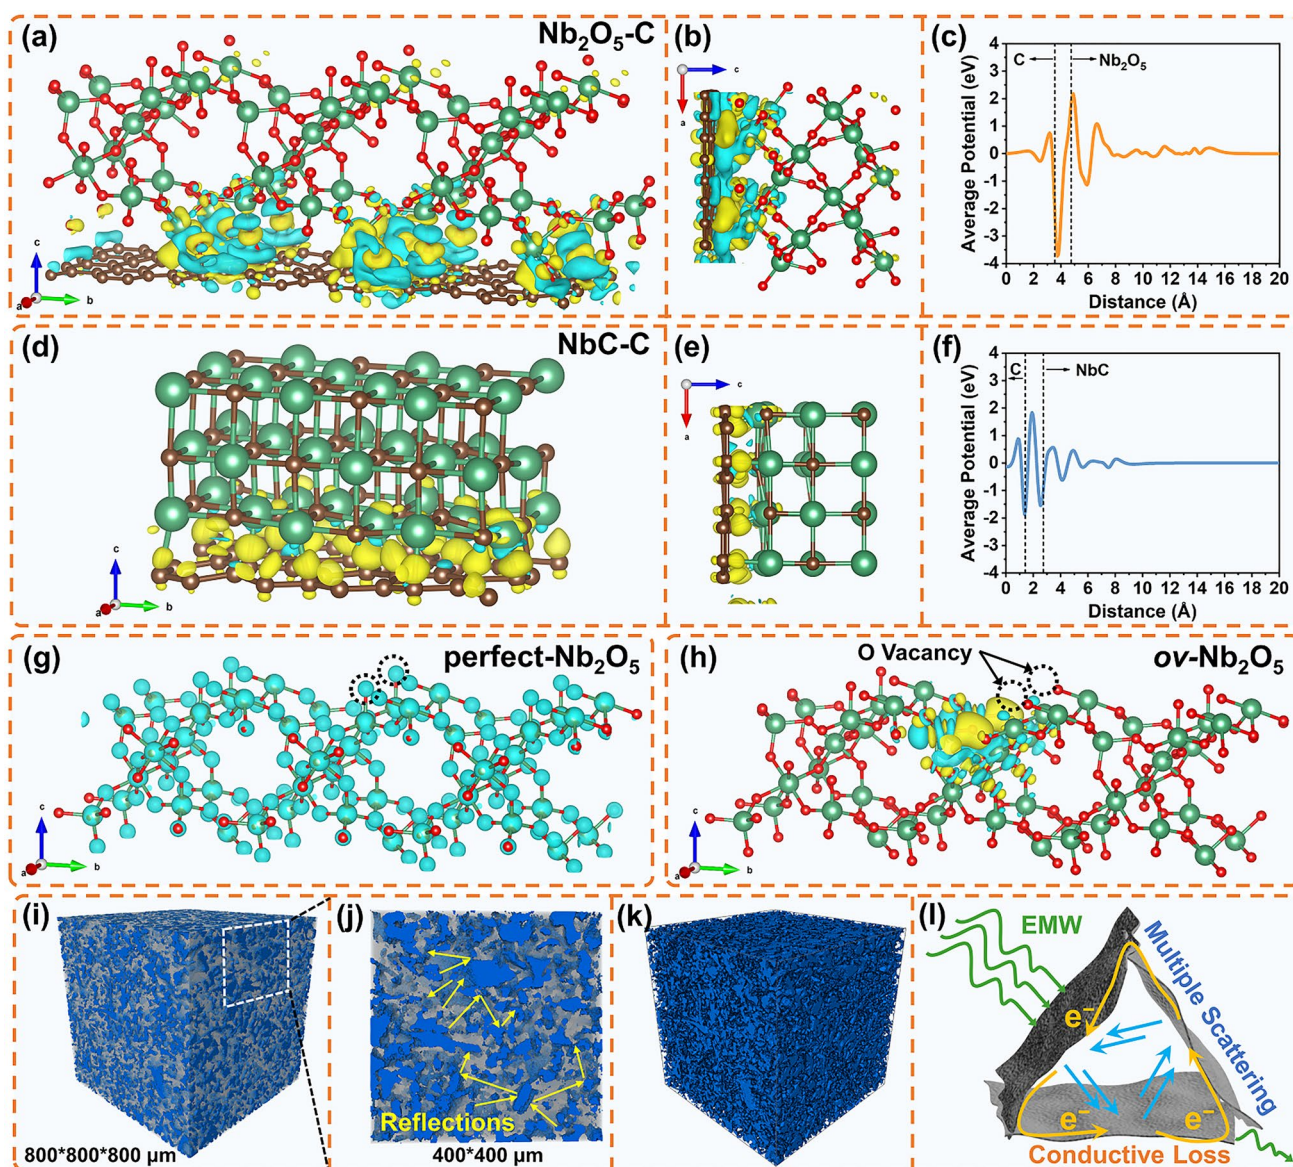 (a)
Nb₂O₅-C
c
a
b
(b)
c
a
(c)
Average Potential (eV)
4
3
2
1
0
-1
-2
-3
-4
C
Nb₂O₅
0 2 4 6 8 10 12 14 16 18 20
Distance (Å)
(d)
NbC-C
c
a
b
(e)
c
a
(f)
Average Potential (eV)
4
3
2
1
0
-1
-2
-3
-4
C
NbC
0 2 4 6 8 10 12 14 16 18 20
Distance (Å)
(g)
perfect-Nb₂O₅
c
a
b
(h)
O Vacancy
ov-Nb₂O₅
c
a
b
(i)
800*800*800 μm
(j)
Reflections
400*400 μm
(k)
(l)
EMW
Multiple Scattering
e⁻
e⁻
e⁻
Conductive Loss